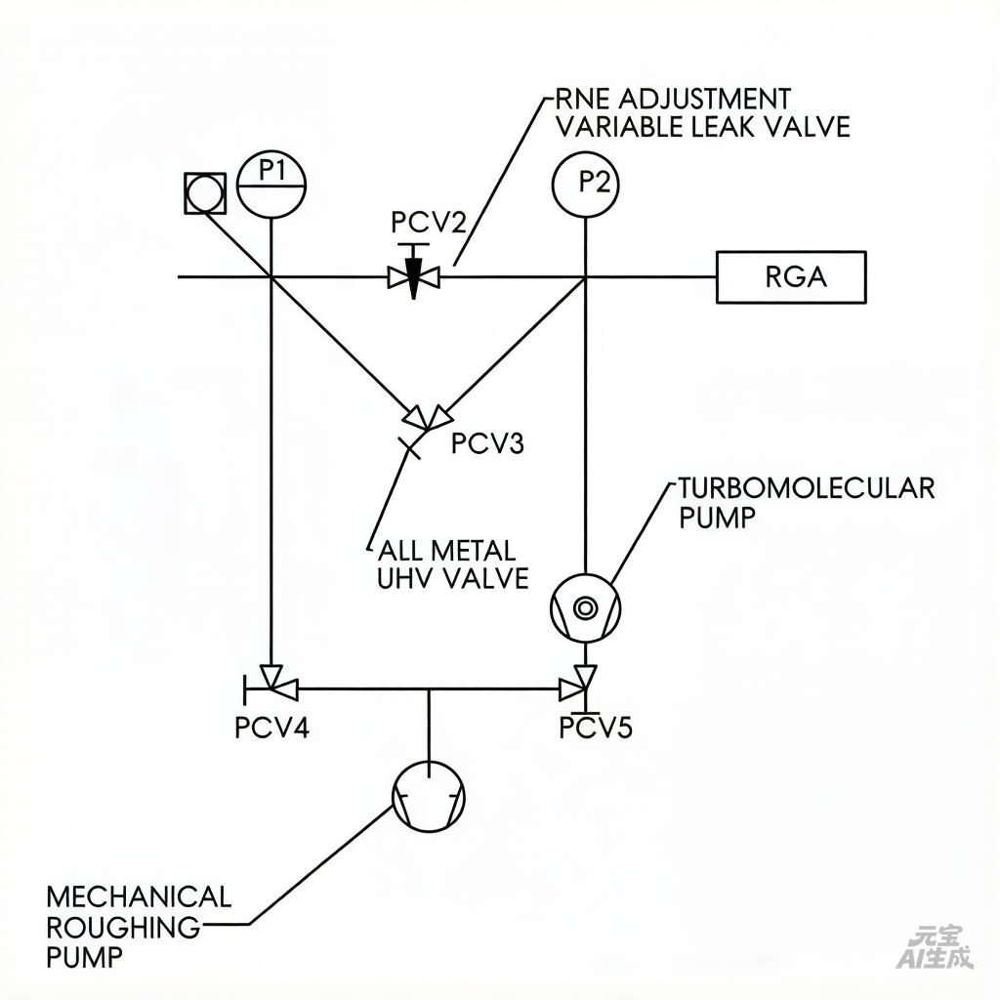 RNE ADJUSTMENT
VARIABLE LEAK VALVE
P1
P2
PCV2
RGA
PCV3
TURBOMOLECULAR
PUMP
ALL METAL
UHV VALVE
PCV4
PCV5
MECHANICAL
ROUGHING
PUMP
元宝
AI生成